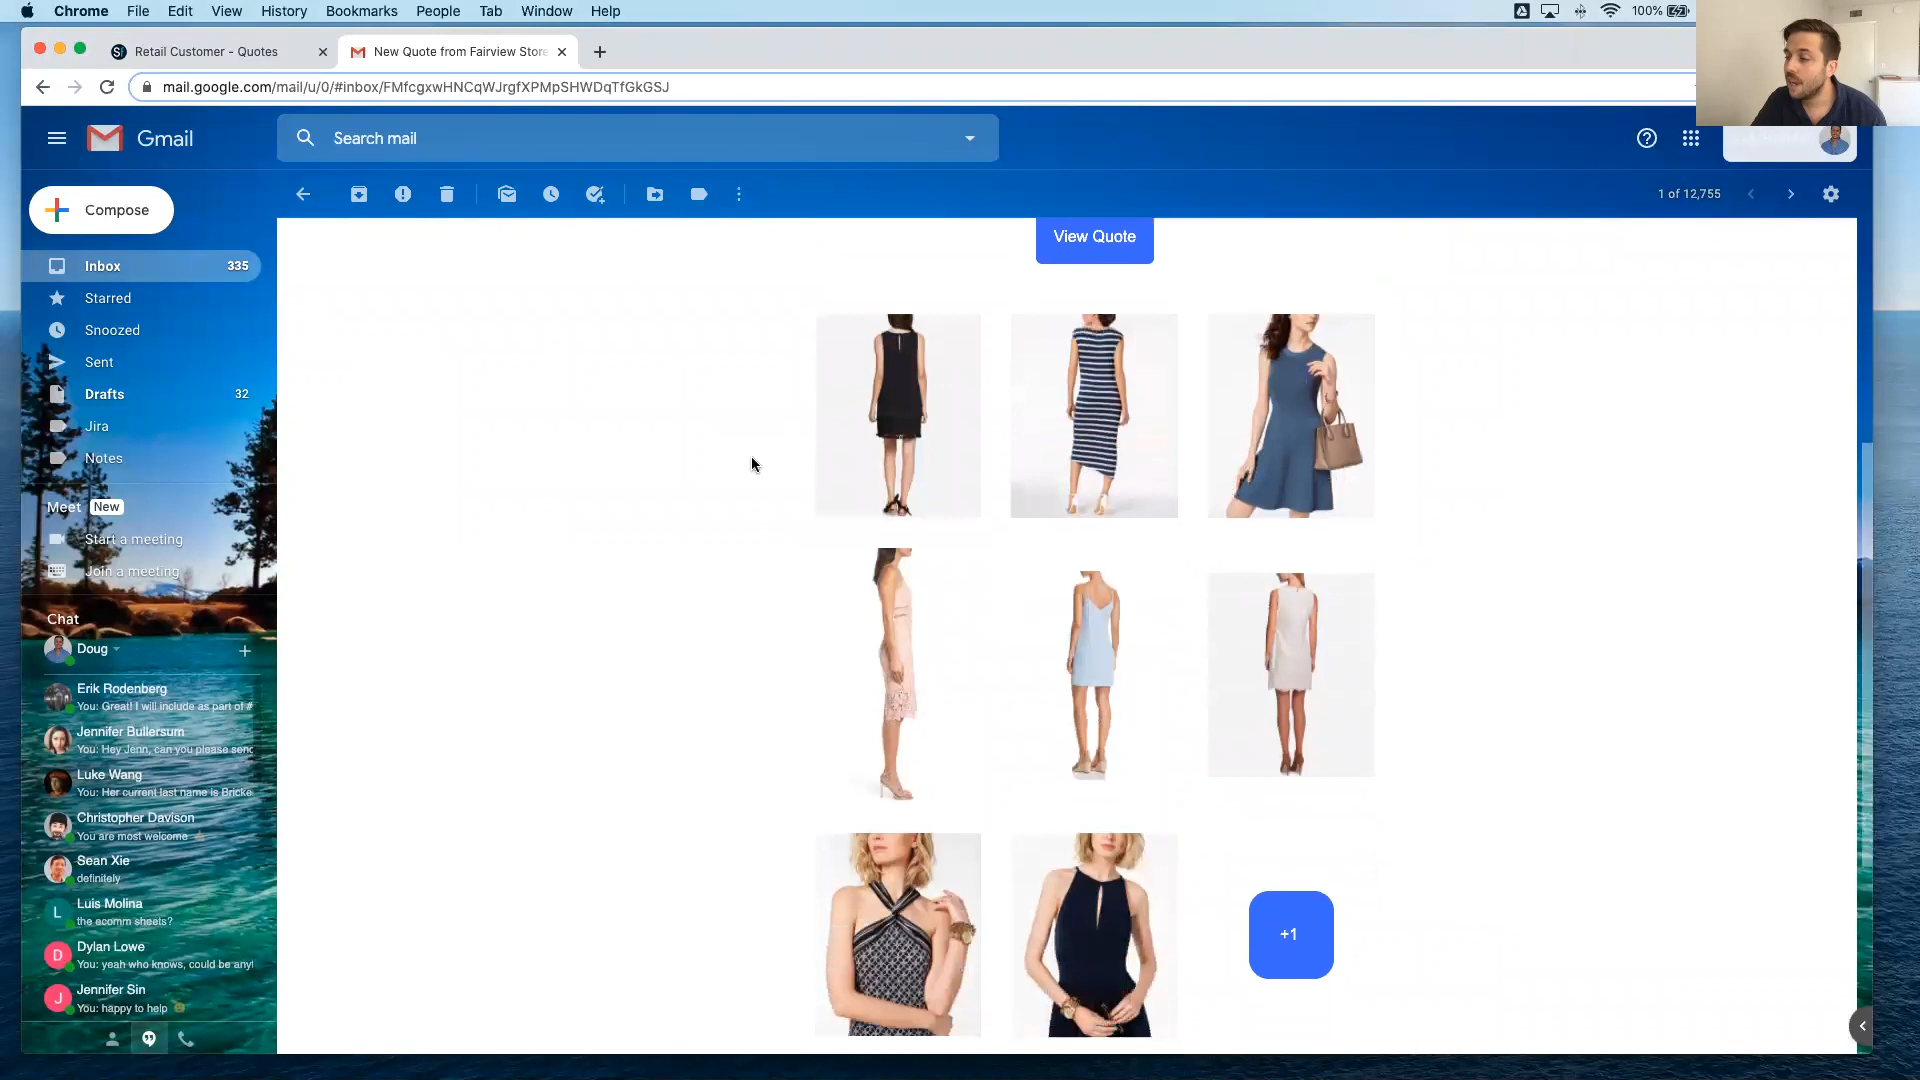 Chrome File Edit View History Bookmarks People Tab Window Help
100%
Retail Customer - Quotes
New Quote from Fairview Store
mail.google.com/mail/u/0/#inbox/FMfcgxwHNCqWJrgfXPMpSHWDqTfGkGSJ
Gmail
Search mail
1 of 12,755
Compose
View Quote
Inbox 335
Starred
Snoozed
Sent
Drafts 32
Jira
Notes
Meet New
Start a meeting
Join a meeting
Chat
Doug
Erik Rodenberg
You: Great! I will include as part of #
Jennifer Bullersum
You: Hey Jenn, can you please senc
Luke Wang
You: Her current last name is Bricke
Christopher Davison
You are most welcome
Sean Xie
definitely
L
Luis Molina
the ecomm sheets?
D
Dylan Lowe
You: yeah who knows, could be anyt
J
Jennifer Sin
You: happy to help
+1